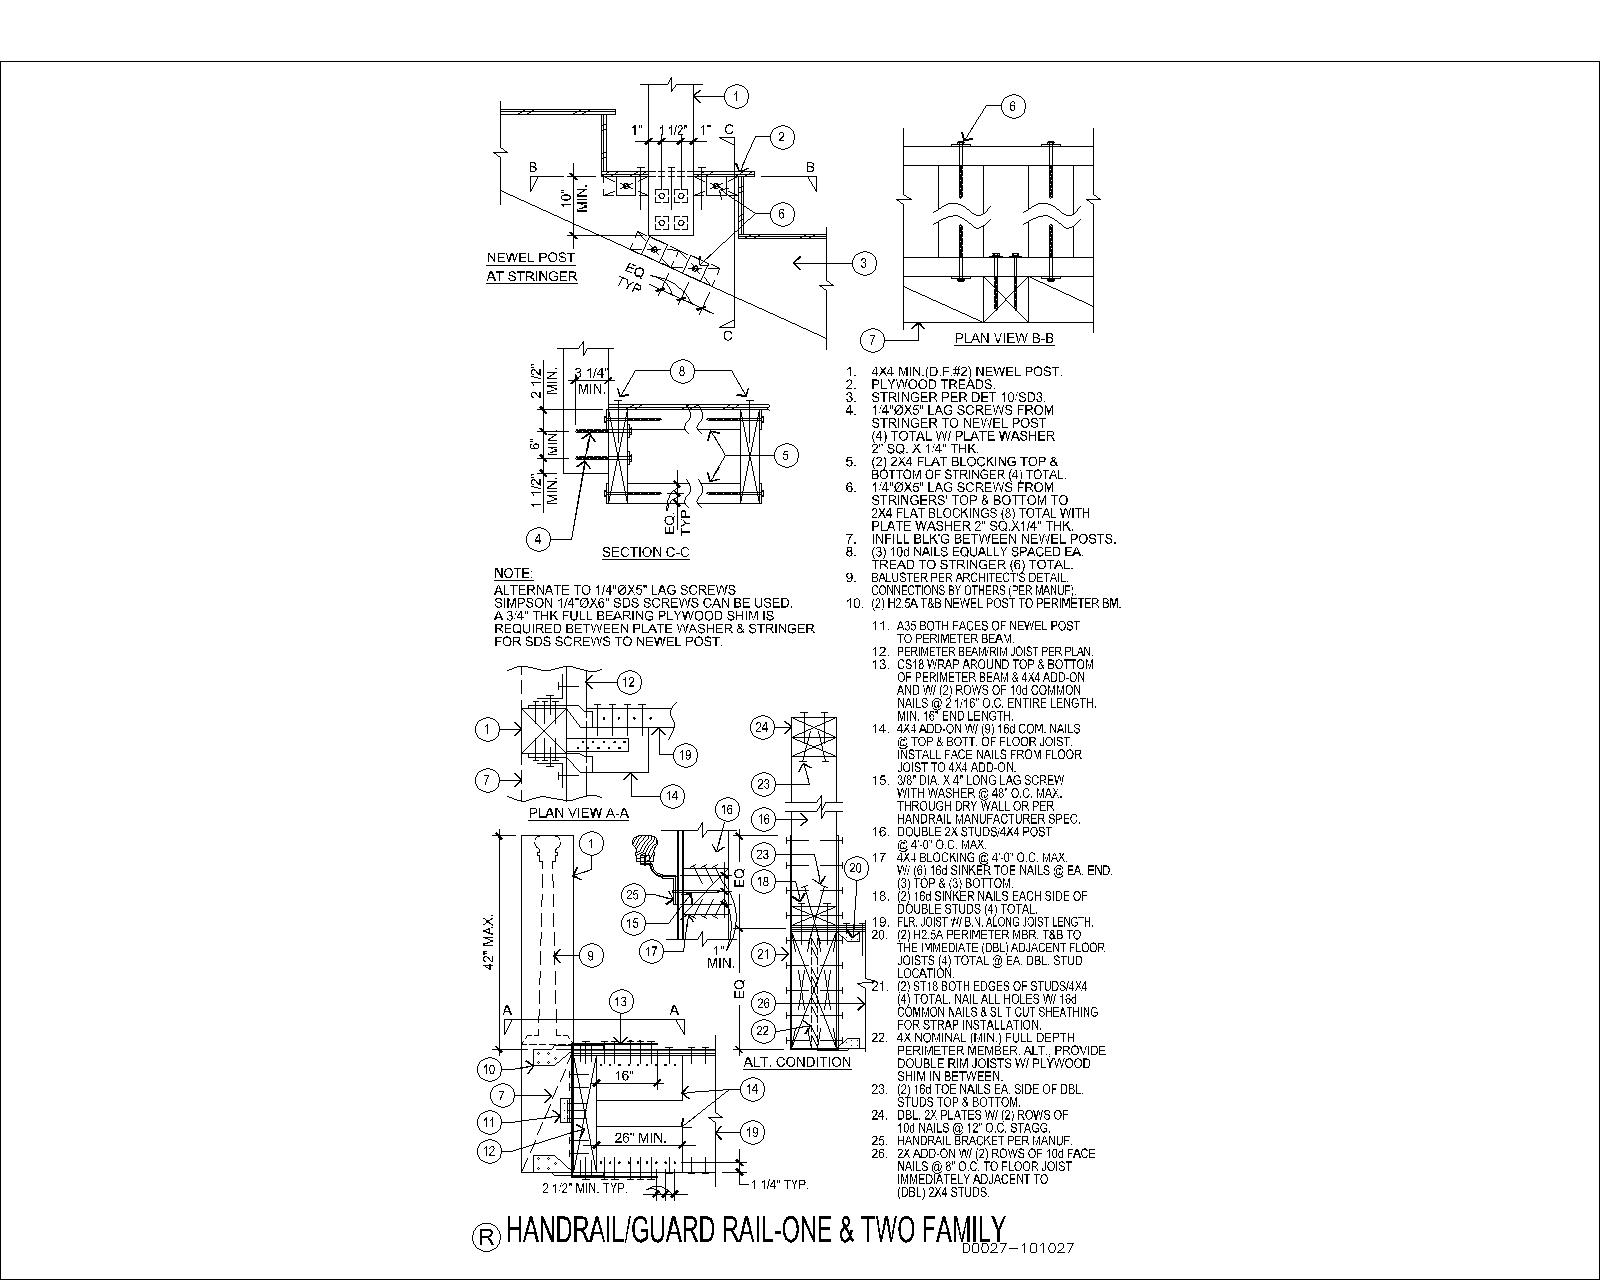 1
1" 1 1/2" 1"
C
2
B
B
10" MIN.
6
3
EQ
TYP
C
NEWEL POST
AT STRINGER
6
7
PLAN VIEW B-B
2 1/2" MIN.
3 1/4"
MIN.
8
6" MIN.
1 1/2" MIN.
5
EQ.
TYP.
4
SECTION C-C
NOTE:
ALTERNATE TO 1/4"ØX5" LAG SCREWS
SIMPSON 1/4"ØX6" SDS SCREWS CAN BE USED.
A 3/4" THK FULL BEARING PLYWOOD SHIM IS
REQUIRED BETWEEN PLATE WASHER & STRINGER
FOR SDS SCREWS TO NEWEL POST.
1. 4X4 MIN.(D.F.#2) NEWEL POST.
2. PLYWOOD TREADS.
3. STRINGER PER DET 10/SD3.
4. 1/4"ØX5" LAG SCREWS FROM
STRINGER TO NEWEL POST
(4) TOTAL W/ PLATE WASHER
2" SQ. X 1/4" THK.
5. (2) 2X4 FLAT BLOCKING TOP &
BOTTOM OF STRINGER (4) TOTAL.
6. 1/4"ØX5" LAG SCREWS FROM
STRINGERS' TOP & BOTTOM TO
2X4 FLAT BLOCKINGS (8) TOTAL WITH
PLATE WASHER 2" SQ.X1/4" THK.
7. INFILL BLK'G BETWEEN NEWEL POSTS.
8. (3) 10d NAILS EQUALLY SPACED EA.
TREAD TO STRINGER (6) TOTAL.
9. BALUSTER PER ARCHITECT'S DETAIL.
CONNECTIONS BY OTHERS (PER MANUF).
10. (2) H2.5A T&B NEWEL POST TO PERIMETER BM.
11. A35 BOTH FACES OF NEWEL POST
TO PERIMETER BEAM.
12. PERIMETER BEAM/RIM JOIST PER PLAN.
13. CS18 WRAP AROUND TOP & BOTTOM
OF PERIMETER BEAM & 4X4 ADD-ON
AND W/ (2) ROWS OF 10d COMMON
NAILS @ 2 1/16" O.C. ENTIRE LENGTH.
MIN. 16" END LENGTH.
14. 4X4 ADD-ON W/ (9) 16d COM. NAILS
@ TOP & BOTT. OF FLOOR JOIST.
INSTALL FACE NAILS FROM FLOOR
JOIST TO 4X4 ADD-ON.
15. 3/8" DIA. X 4" LONG LAG SCREW
WITH WASHER @ 48" O.C. MAX.
THROUGH DRY WALL OR PER
HANDRAIL MANUFACTURER SPEC.
16. DOUBLE 2X STUDS/4X4 POST
@ 4'-0" O.C. MAX.
17 4X4 BLOCKING @ 4'-0" O.C. MAX.
W/ (6) 16d SINKER TOE NAILS @ EA. END.
(3) TOP & (3) BOTTOM.
18. (2) 16d SINKER NAILS EACH SIDE OF
DOUBLE STUDS (4) TOTAL.
19. FLR. JOIST W/ B.N. ALONG JOIST LENGTH.
20. (2) H2.5A PERIMETER MBR. T&B TO
THE IMMEDIATE (DBL) ADJACENT FLOOR
JOISTS (4) TOTAL @ EA. DBL. STUD
LOCATION.
21. (2) ST18 BOTH EDGES OF STUDS/4X4
(4) TOTAL. NAIL ALL HOLES W/ 16d
COMMON NAILS & SLIT CUT SHEATHING
FOR STRAP INSTALLATION.
22. 4X NOMINAL (MIN.) FULL DEPTH
PERIMETER MEMBER. ALT., PROVIDE
DOUBLE RIM JOISTS W/ PLYWOOD
SHIM IN BETWEEN.
23. (2) 16d TOE NAILS EA. SIDE OF DBL.
STUDS TOP & BOTTOM.
24. DBL. 2X PLATES W/ (2) ROWS OF
10d NAILS @ 12" O.C. STAGG.
25. HANDRAIL BRACKET PER MANUF.
26. 2X ADD-ON W/ (2) ROWS OF 10d FACE
NAILS @ 8" O.C. TO FLOOR JOIST
IMMEDIATELY ADJACENT TO
(DBL) 2X4 STUDS.
12
1
19
7
14
PLAN VIEW A-A
1
42" MAX.
9
A
A
13
10
16"
7
14
11
12
26" MIN.
19
2 1/2" MIN. TYP.
1 1/4" TYP.
16
25
15
17
1"
MIN.
EQ
EQ
24
23
16
23
18
20
21
26
22
ALT. CONDITION
R HANDRAIL/GUARD RAIL-ONE & TWO FAMILY
D0027-101027